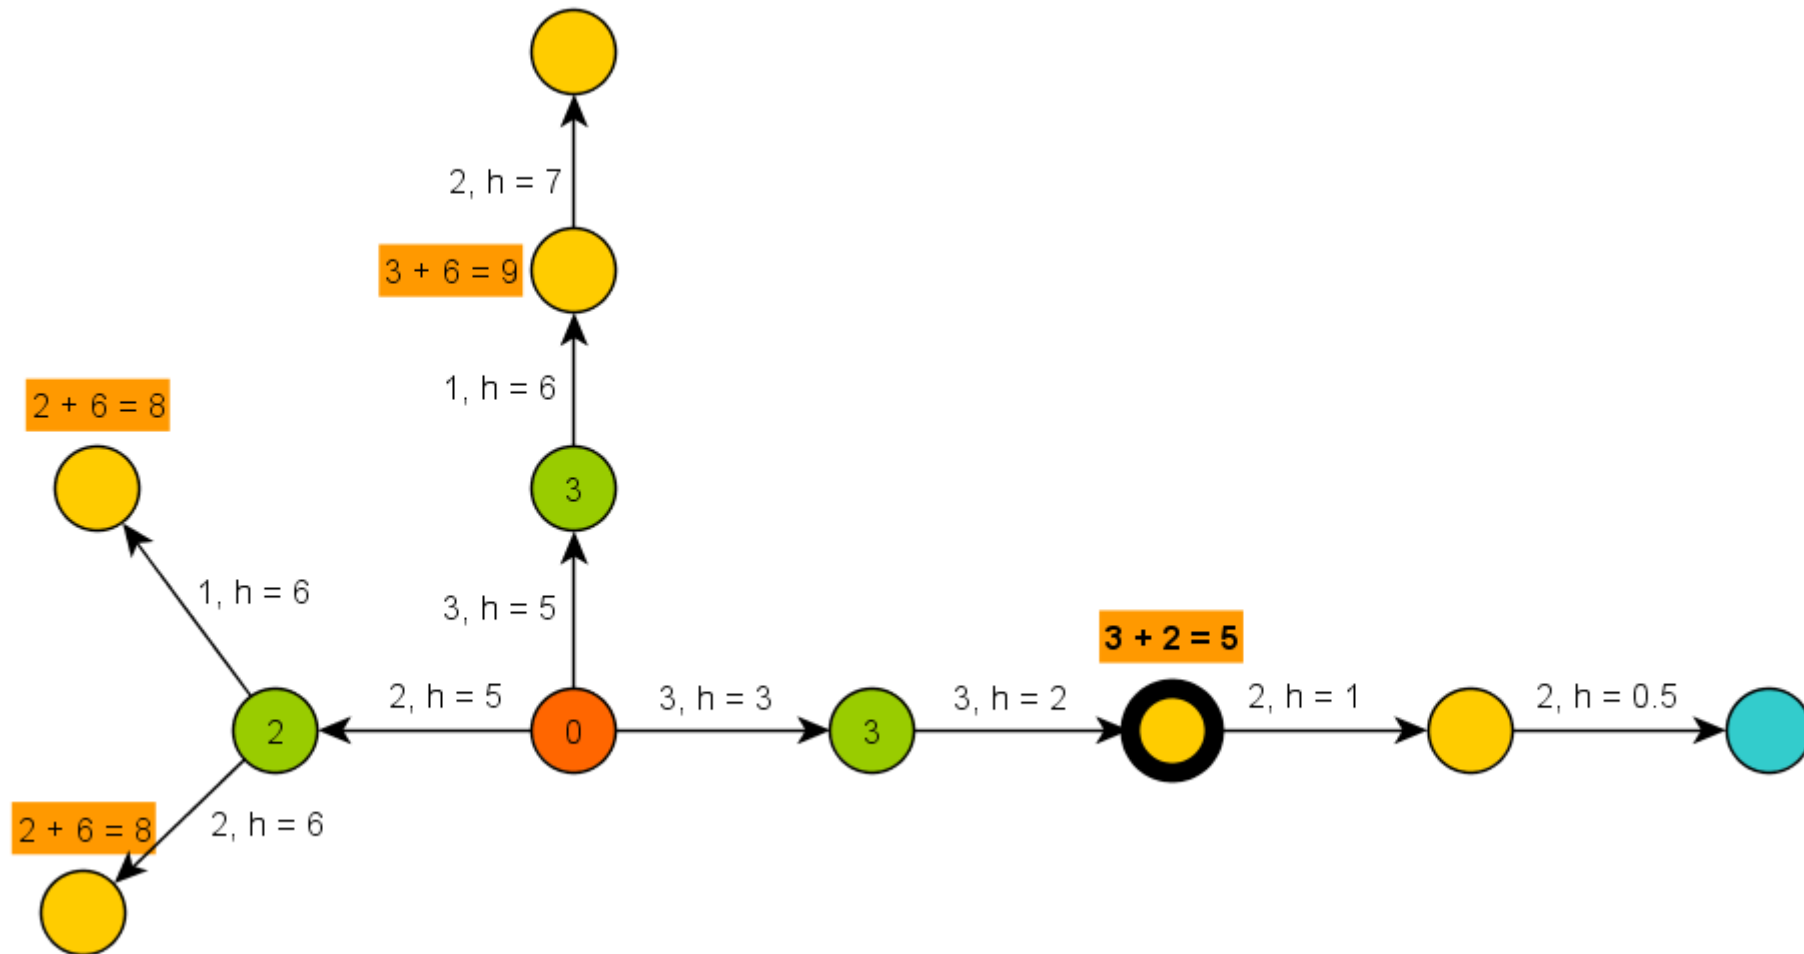 2, h = 7
3 + 6 = 9
1, h = 6
2 + 6 = 8
3
1, h = 6
3, h = 5
3 + 2 = 5
2, h = 5
3, h = 3
3, h = 2
2, h = 1
2, h = 0.5
2
0
3
2 + 6 = 8
2, h = 6